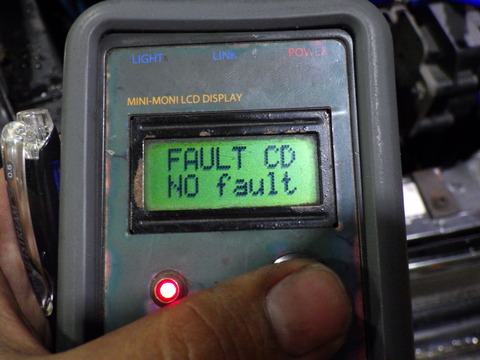 LIGHT LINK POWER
MINI-MONI LCD DISPLAY
FAULT CD
NO fault